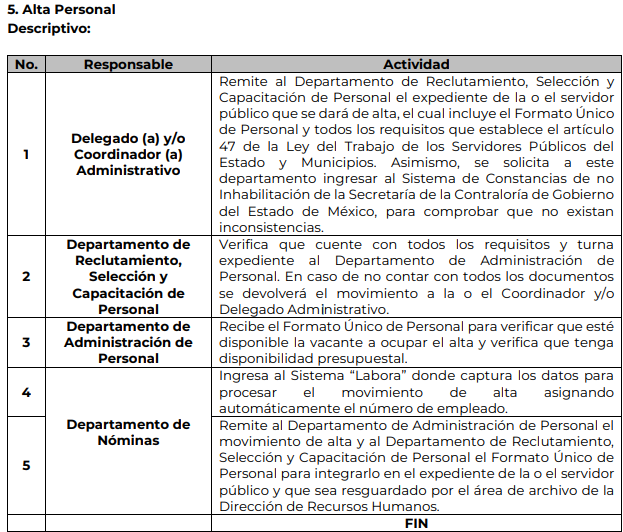 5. Alta Personal
Descriptivo:
No.
Responsable
Actividad
1
Delegado (a) y/o
Coordinador (a)
Administrativo
Remite al Departamento de Reclutamiento, Selección y
Capacitación de Personal el expediente de la o el servidor
público que se dará de alta, el cual incluye el Formato Único
de Personal y todos los requisitos que establece el artículo
47 de la Ley del Trabajo de los Servidores Públicos del
Estado y Municipios. Asimismo, se solicita a este
departamento ingresar al Sistema de Constancias de no
Inhabilitación de la Secretaría de la Contraloría de Gobierno
del Estado de México, para comprobar que no existan
inconsistencias.
2
Departamento de
Reclutamiento,
Selección y
Capacitación de
Personal
Verifica que cuente con todos los requisitos y turna
expediente al Departamento de Administración de
Personal. En caso de no contar con todos los documentos
se devolverá el movimiento a la o el Coordinador y/o
Delegado Administrativo.
3
Departamento de
Administración de
Personal
Recibe el Formato Único de Personal para verificar que esté
disponible la vacante a ocupar el alta y verifica que tenga
disponibilidad presupuestal.
4
Departamento de
Nóminas
Ingresa al Sistema “Labora” donde captura los datos para
procesar el movimiento de alta asignando
automáticamente el número de empleado.
5
Remite al Departamento de Administración de Personal el
movimiento de alta y al Departamento de Reclutamiento,
Selección y Capacitación de Personal el Formato Único de
Personal para integrarlo en el expediente de la o el servidor
público y que sea resguardado por el área de archivo de la
Dirección de Recursos Humanos.
FIN